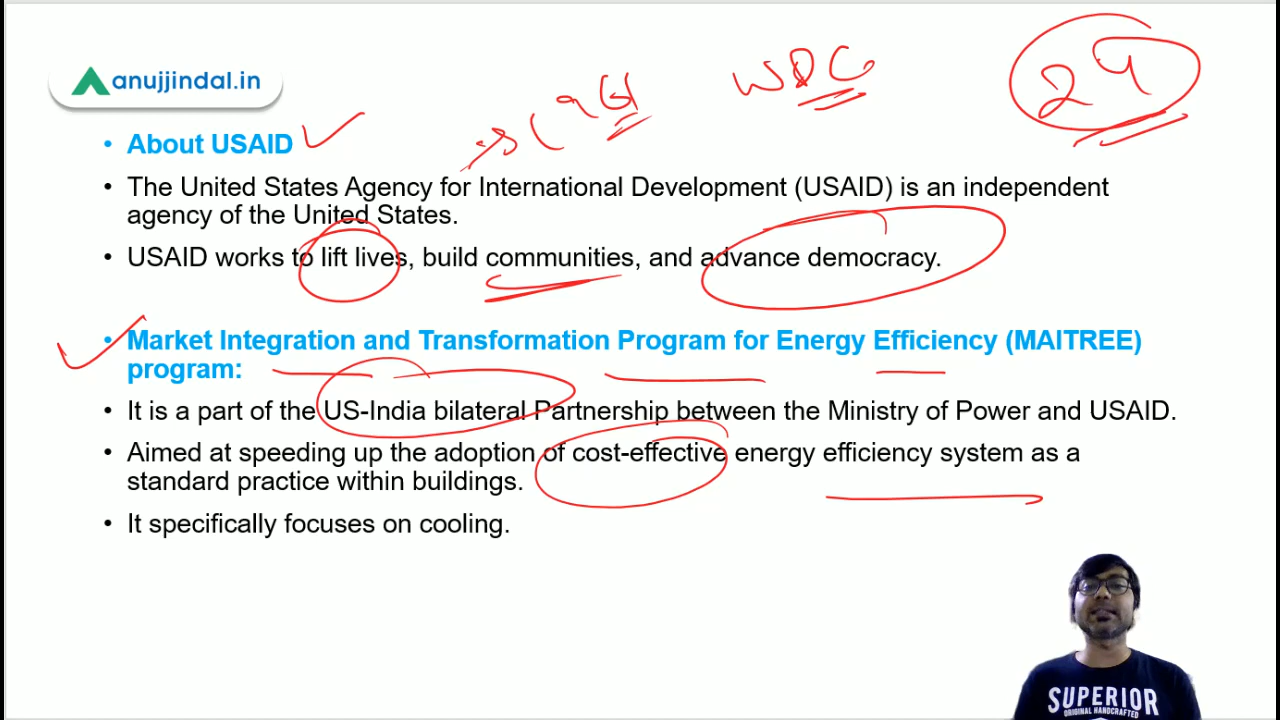 anujjindal.in
WDC
29
• About USAID
• The United States Agency for International Development (USAID) is an independent
agency of the United States.
• USAID works to lift lives, build communities, and advance democracy.
• Market Integration and Transformation Program for Energy Efficiency (MAITREE)
program:
• It is a part of the US-India bilateral Partnership between the Ministry of Power and USAID.
• Aimed at speeding up the adoption of cost-effective energy efficiency system as a
standard practice within buildings.
• It specifically focuses on cooling.
SUPERIOR
ORIGINAL HANDCRAFTED